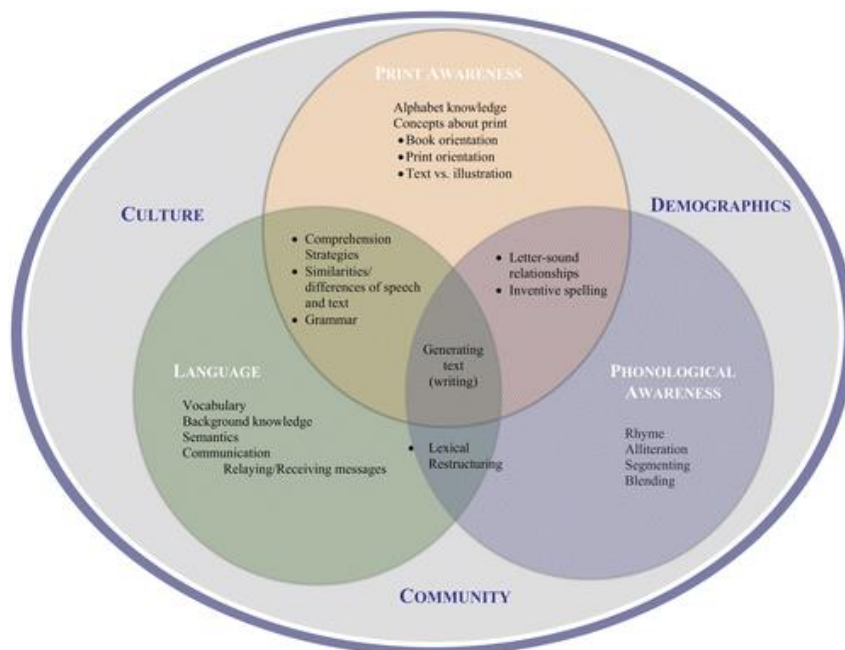 PRINT AWARENESS
Alphabet knowledge
Concepts about print
• Book orientation
• Print orientation
• Text vs. illustration
CULTURE
DEMOGRAPHICS
• Comprehension
Strategies
• Similarities/
differences of speech
and text
• Grammar
• Letter-sound
relationships
• Inventive spelling
Generating
text
(writing)
LANGUAGE
Vocabulary
Background knowledge
Semantics
Communication
Relaying/Receiving messages
• Lexical
Restructuring
PHONOLOGICAL
AWARENESS
Rhyme
Alliteration
Segmenting
Blending
COMMUNITY